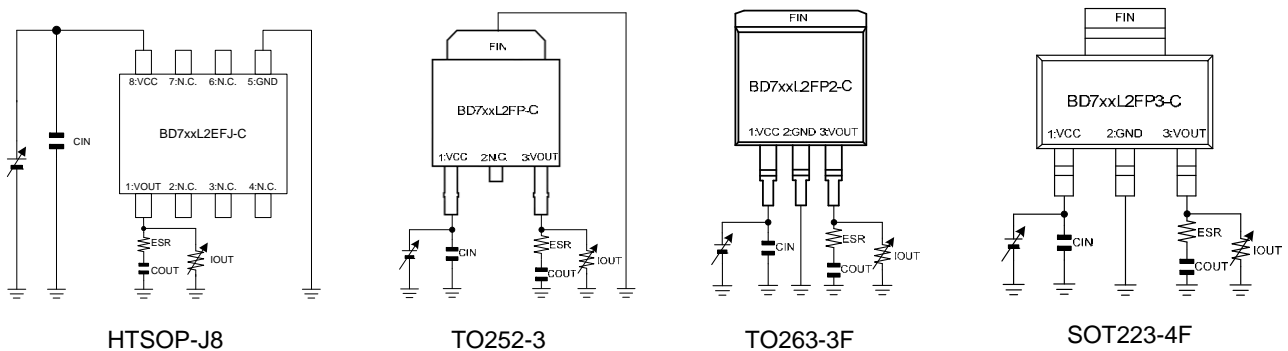 8:VCC 7:N.C. 6:N.C. 5:GND
BD7xxL2EFJ-C
1:VOUT 2:N.C. 3:N.C. 4:N.C.
CIN
ESR
COUT
IOUT
HTSOP-J8
FIN
BD7xxL2FP-C
1:VCC 2:N.C. 3:VOUT
CIN
ESR
COUT
IOUT
TO252-3
FIN
BD7xxL2FP2-C
1:VCC 2:GND 3:VOUT
CIN
ESR
COUT
IOUT
TO263-3F
FIN
BD7xxL2FP3-C
1:VCC 2:GND 3:VOUT
CIN
ESR
COUT
IOUT
SOT223-4F